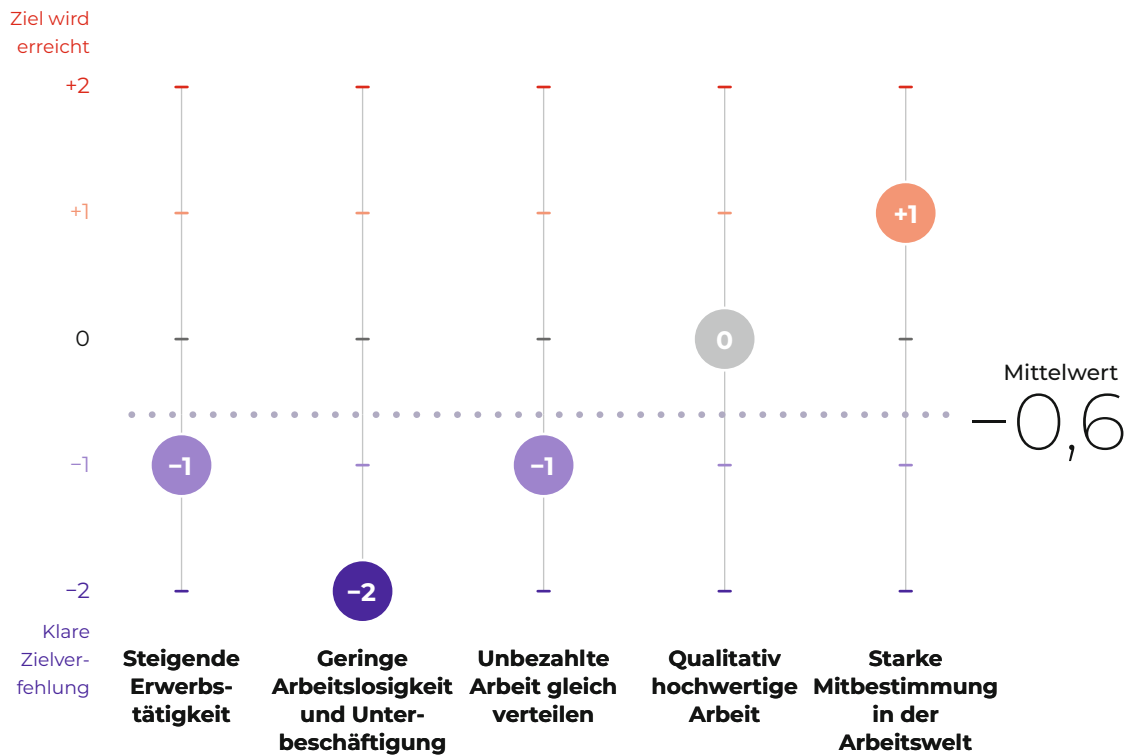 Ziel wird
erreicht
+2
+1
+1
0
0
Mittelwert
−0,6
−1
−1
−1
−2
−2
Klare
Zielver-
fehlung
Steigende
Erwerbs-
tätigkeit
Geringe
Arbeitslosigkeit
und Unter-
beschäftigung
Unbezahlte
Arbeit gleich
verteilen
Qualitativ
hochwertige
Arbeit
Starke
Mitbestimmung
in der
Arbeitswelt